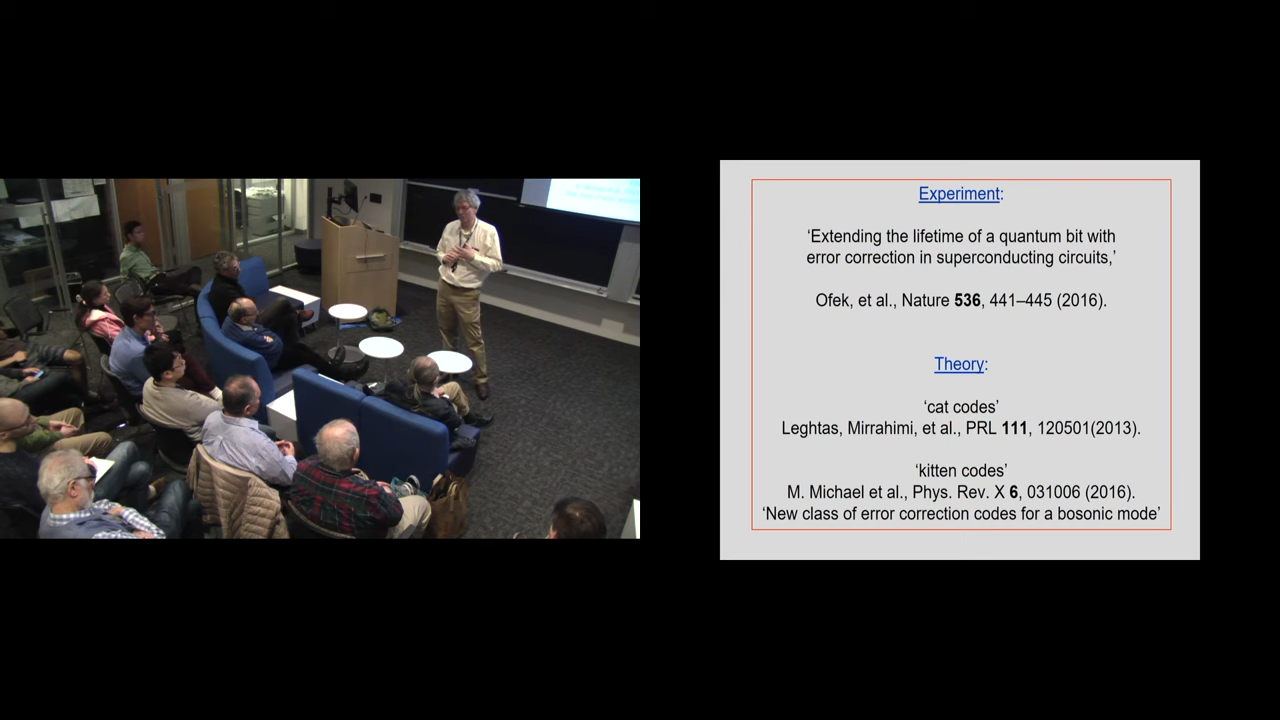 Experiment:
‘Extending the lifetime of a quantum bit with
error correction in superconducting circuits,’
Ofek, et al., Nature 536, 441–445 (2016).
Theory:
‘cat codes’
Leghtas, Mirrahimi, et al., PRL 111, 120501(2013).
‘kitten codes’
M. Michael et al., Phys. Rev. X 6, 031006 (2016).
‘New class of error correction codes for a bosonic mode’